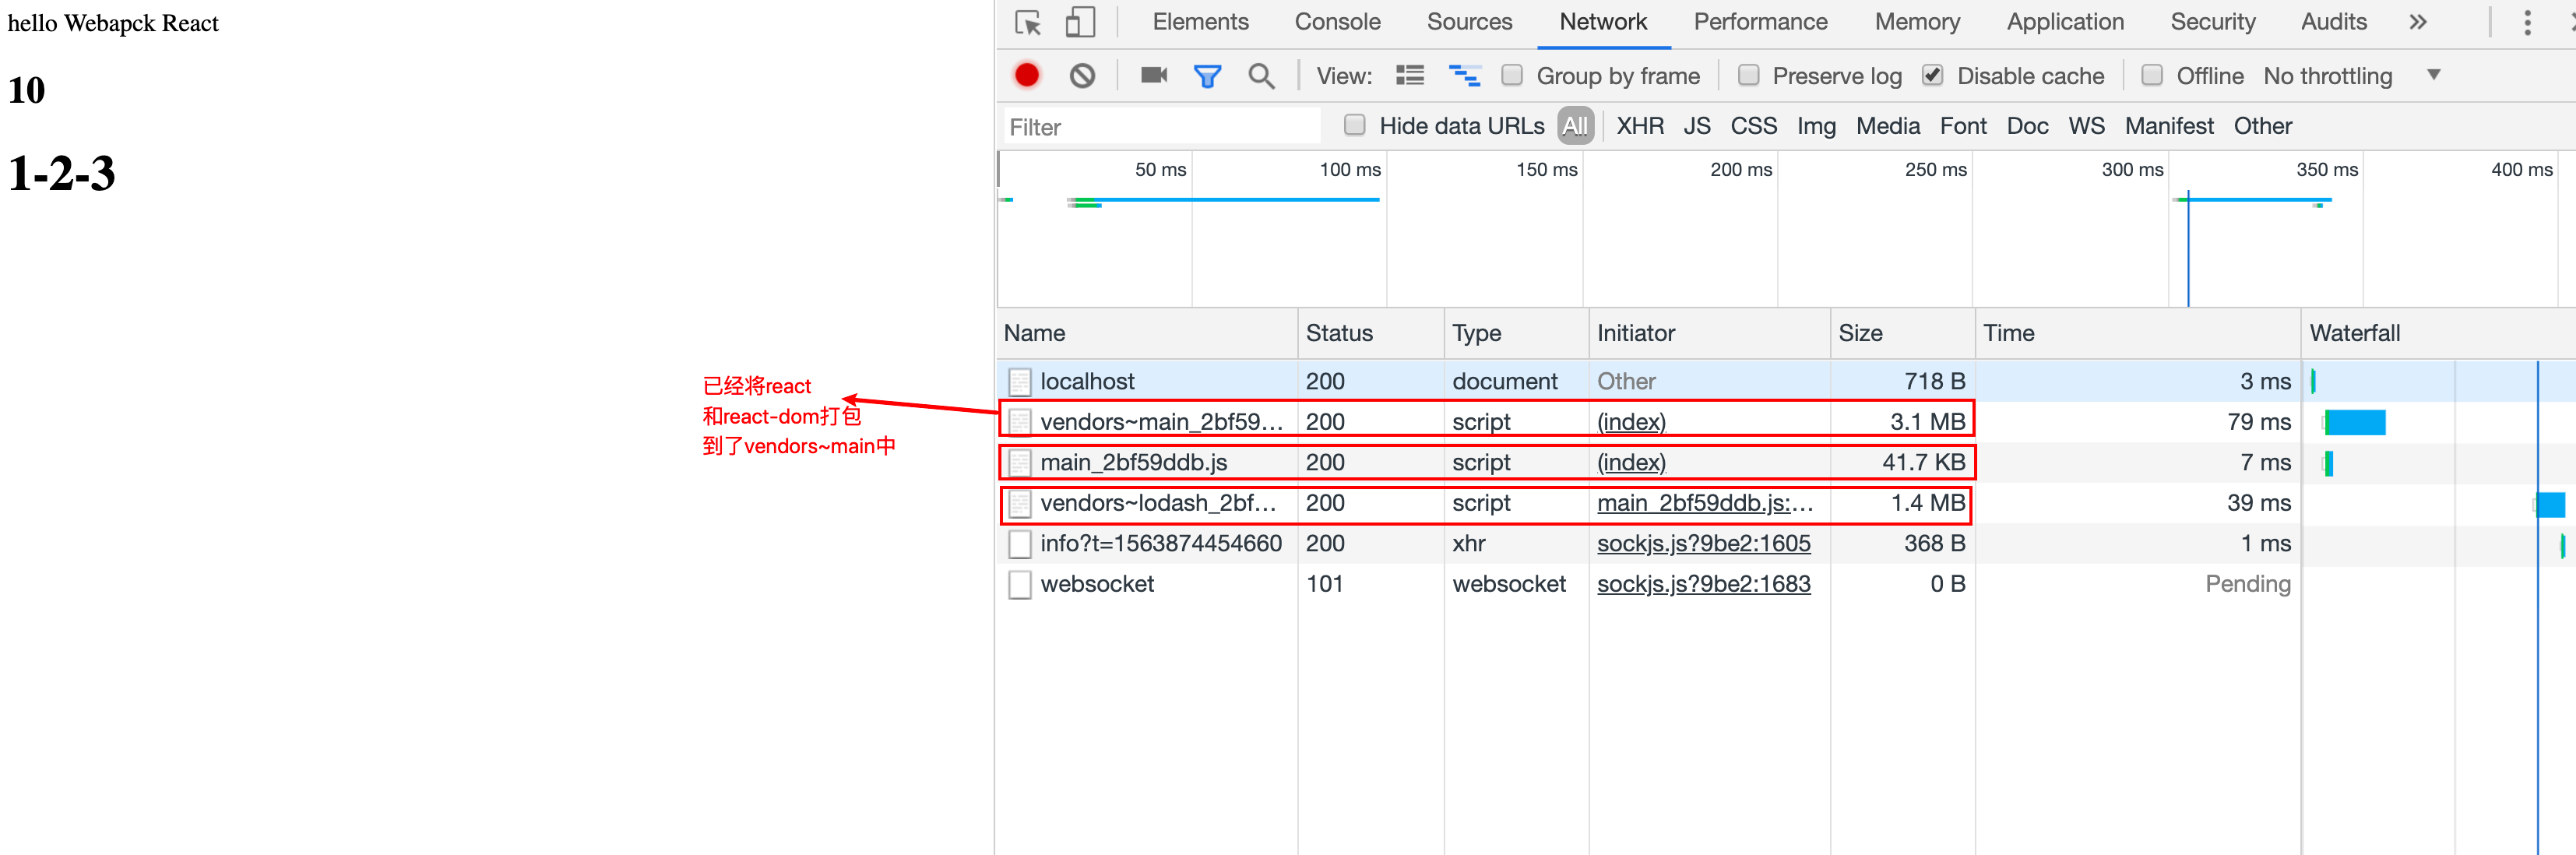 hello Webapck React
10
1-2-3
已经将react
和react-dom打包
到了vendors~main中
Elements Console Sources Network Performance Memory Application Security Audits »
View: Group by frame Preserve log Disable cache Offline No throttling
Filter Hide data URLs All XHR JS CSS Img Media Font Doc WS Manifest Other
50 ms 100 ms 150 ms 200 ms 250 ms 300 ms 350 ms 400 ms
Name Status Type Initiator Size Time Waterfall
localhost 200 document Other 718 B 3 ms
vendors~main_2bf59... 200 script (index) 3.1 MB 79 ms
main_2bf59ddb.js 200 script (index) 41.7 KB 7 ms
vendors~lodash_2bf... 200 script main_2bf59ddb.js:... 1.4 MB 39 ms
info?t=1563874454660 200 xhr sockjs.js?9be2:1605 368 B 1 ms
websocket 101 websocket sockjs.js?9be2:1683 0 B Pending